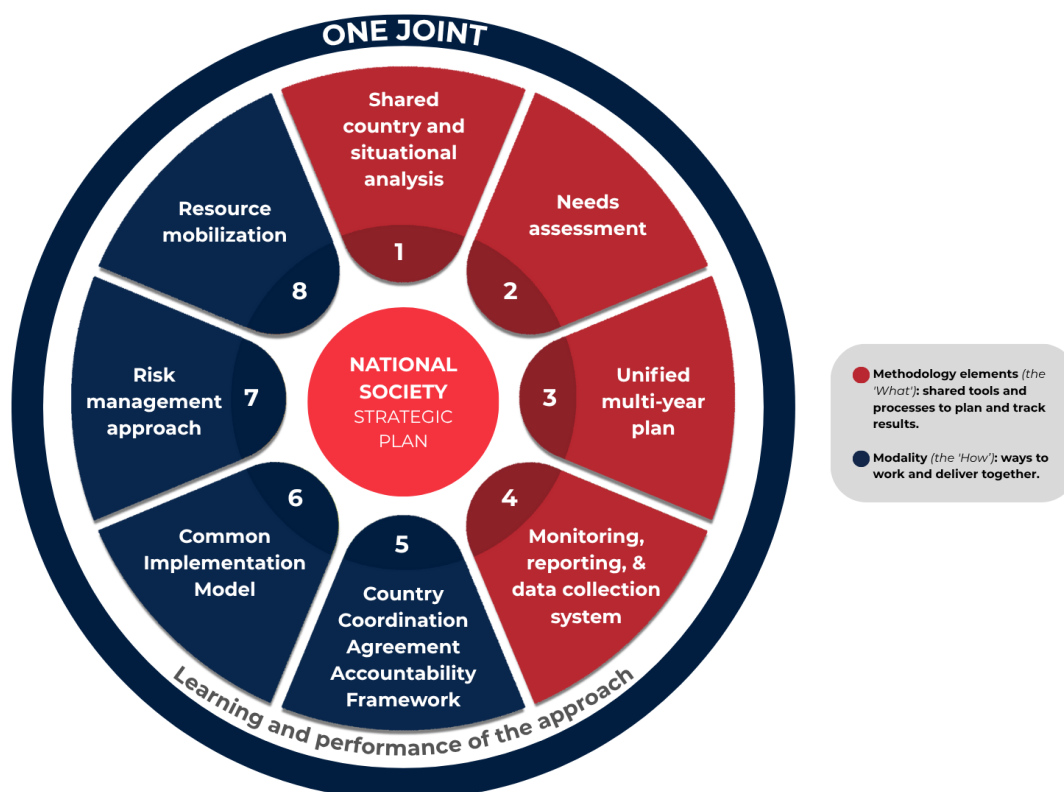 ONE JOINT
Shared
country and
situational
analysis
1
Needs
assessment
2
Unified
multi-year
plan
3
Monitoring,
reporting, &
data collection
system
4
Country
Coordination
Agreement
Accountability
Framework
5
Common
Implementation
Model
6
Risk
management
approach
7
Resource
mobilization
8
NATIONAL
SOCIETY
STRATEGIC
PLAN
Learning and performance of the approach
Methodology elements (the
'What'): shared tools and
processes to plan and track
results.
Modality (the 'How'): ways to
work and deliver together.